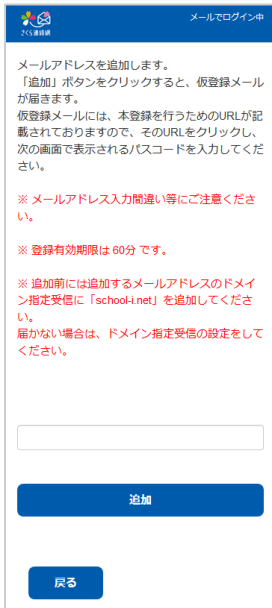 さくら連絡網
メールでログイン中
メールアドレスを追加します。
「追加」ボタンをクリックすると、仮登録メール
が届きます。
仮登録メールには、本登録を行うためのURLが記
載されておりますので、そのURLをクリックし、
次の画面で表示されるパスコードを入力してくだ
さい。
※ メールアドレス入力間違い等にご注意くださ
い。
※ 登録有効期限は 60分 です。
※ 追加前には追加するメールアドレスのドメイ
ン指定受信に「school-i.net」を追加してくださ
い。
届かない場合は、ドメイン指定受信の設定をして
ください。
追加
戻る